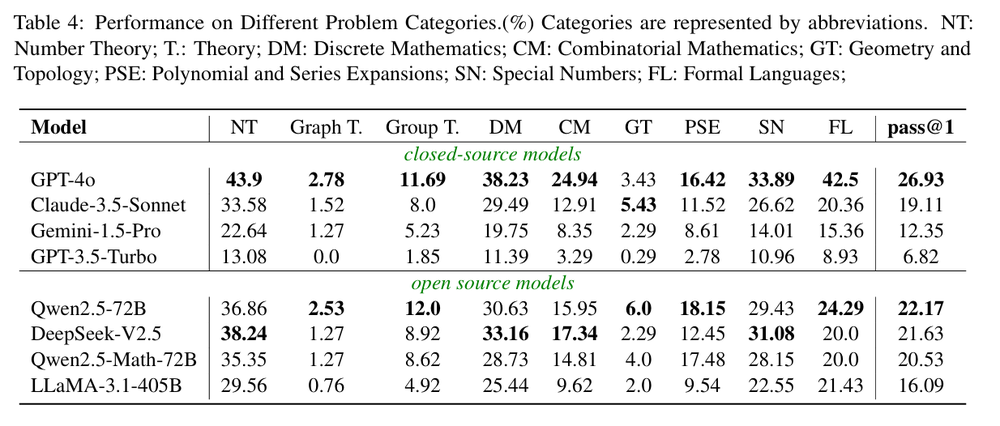 Table 4: Performance on Different Problem Categories.(%) Categories are represented by abbreviations. NT:
Number Theory; T.: Theory; DM: Discrete Mathematics; CM: Combinatorial Mathematics; GT: Geometry and
Topology; PSE: Polynomial and Series Expansions; SN: Special Numbers; FL: Formal Languages;
Model NT Graph T. Group T. DM CM GT PSE SN FL pass@1
closed-source models
GPT-4o 43.9 2.78 11.69 38.23 24.94 3.43 16.42 33.89 42.5 26.93
Claude-3.5-Sonnet 33.58 1.52 8.0 29.49 12.91 5.43 11.52 26.62 20.36 19.11
Gemini-1.5-Pro 22.64 1.27 5.23 19.75 8.35 2.29 8.61 14.01 15.36 12.35
GPT-3.5-Turbo 13.08 0.0 1.85 11.39 3.29 0.29 2.78 10.96 8.93 6.82
open source models
Qwen2.5-72B 36.86 2.53 12.0 30.63 15.95 6.0 18.15 29.43 24.29 22.17
DeepSeek-V2.5 38.24 1.27 8.92 33.16 17.34 2.29 12.45 31.08 20.0 21.63
Qwen2.5-Math-72B 35.35 1.27 8.62 28.73 14.81 4.0 17.48 28.15 20.0 20.53
LLaMA-3.1-405B 29.56 0.76 4.92 25.44 9.62 2.0 9.54 22.55 21.43 16.09